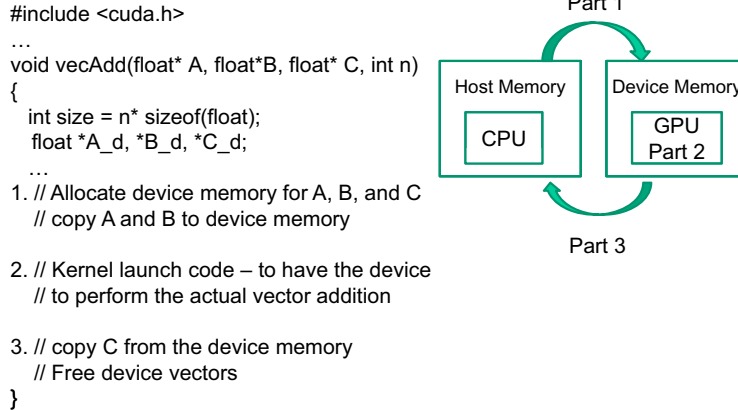 #include <cuda.h>
…
void vecAdd(float* A, float*B, float* C, int n)
{
int size = n* sizeof(float);
float *A_d, *B_d, *C_d;
…
1. // Allocate device memory for A, B, and C
// copy A and B to device memory
2. // Kernel launch code – to have the device
// to perform the actual vector addition
3. // copy C from the device memory
// Free device vectors
}
Part 1
Host Memory
CPU
Device Memory
GPU
Part 2
Part 3